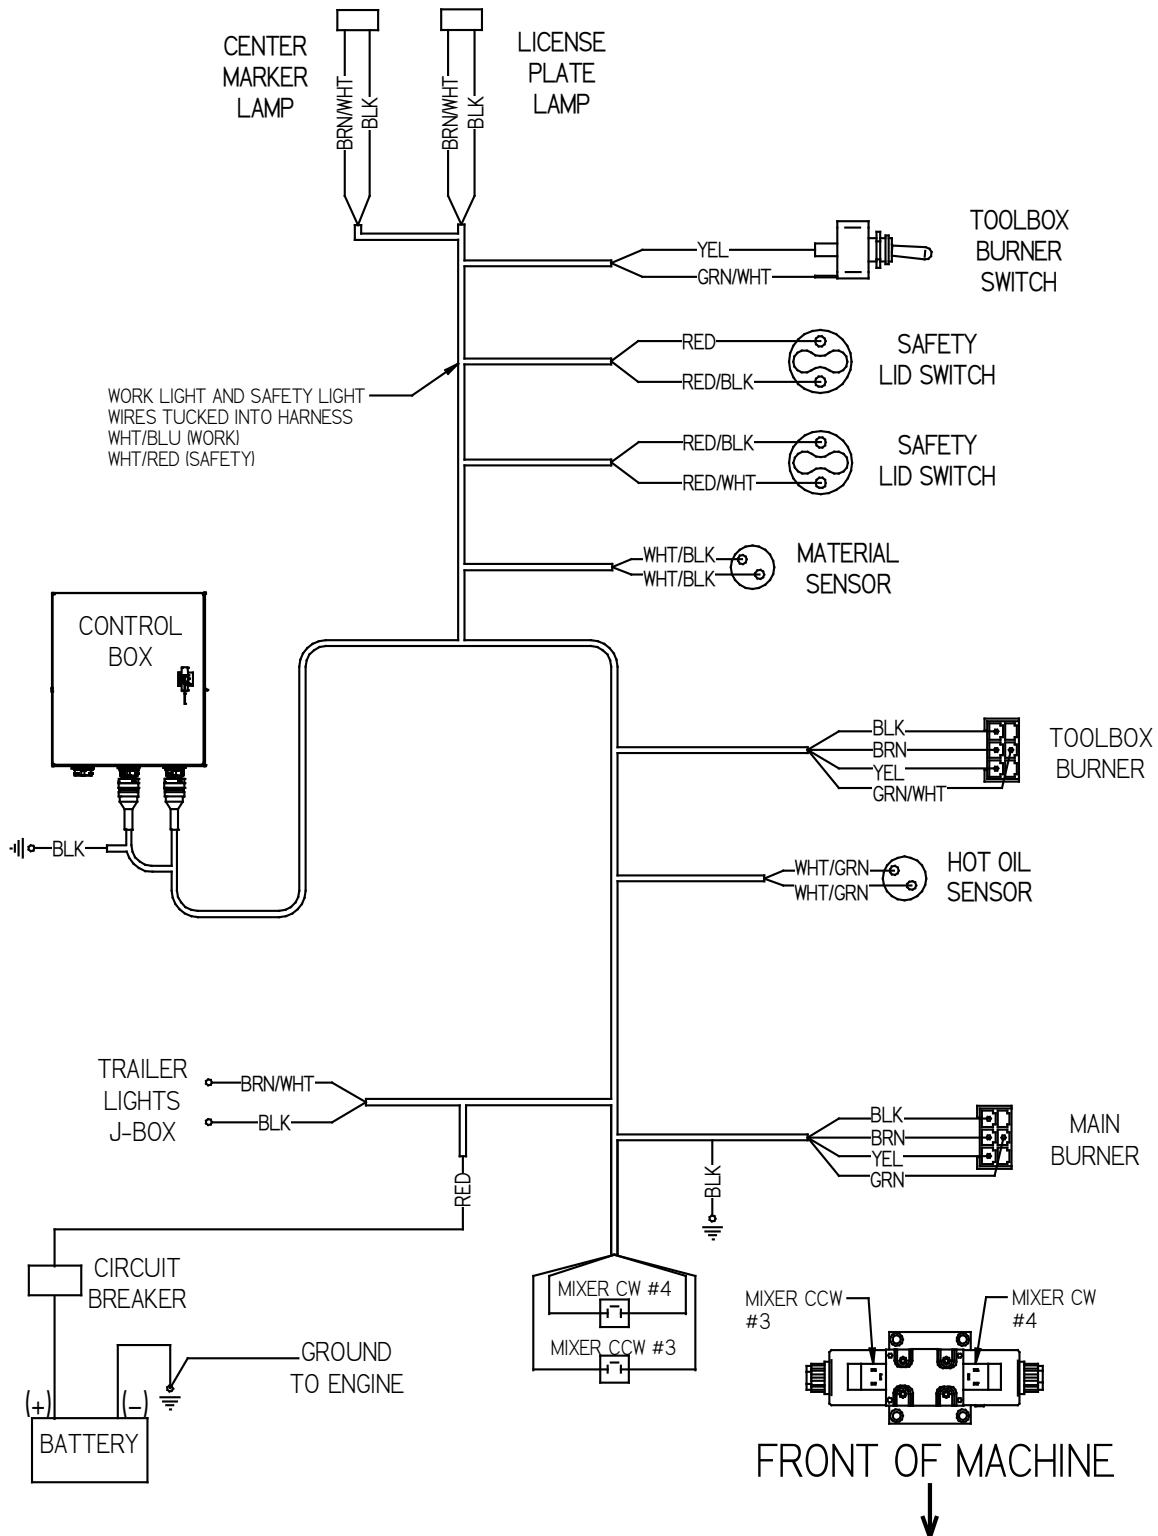 CENTER
MARKER
LAMP
BRN/WHT
BLK
BRN/WHT
BLK
LICENSE
PLATE
LAMP
YEL
GRN/WHT
TOOLBOX
BURNER
SWITCH
RED
RED/BLK
SAFETY
LID SWITCH
WORK LIGHT AND SAFETY LIGHT
WIRES TUCKED INTO HARNESS
WHT/BLU (WORK)
WHT/RED (SAFETY)
RED/BLK
RED/WHT
SAFETY
LID SWITCH
WHT/BLK
WHT/BLK
MATERIAL
SENSOR
CONTROL
BOX
BLK
BLK
BRN
YEL
GRN/WHT
TOOLBOX
BURNER
WHT/GRN
WHT/GRN
HOT OIL
SENSOR
TRAILER
LIGHTS
J-BOX
BRN/WHT
BLK
RED
BLK
BLK
BRN
YEL
GRN
MAIN
BURNER
CIRCUIT
BREAKER
MIXER CW #4
MIXER CCW #3
GROUND
TO ENGINE
(+)
(-)
BATTERY
MIXER CCW
#3
MIXER CW
#4
FRONT OF MACHINE